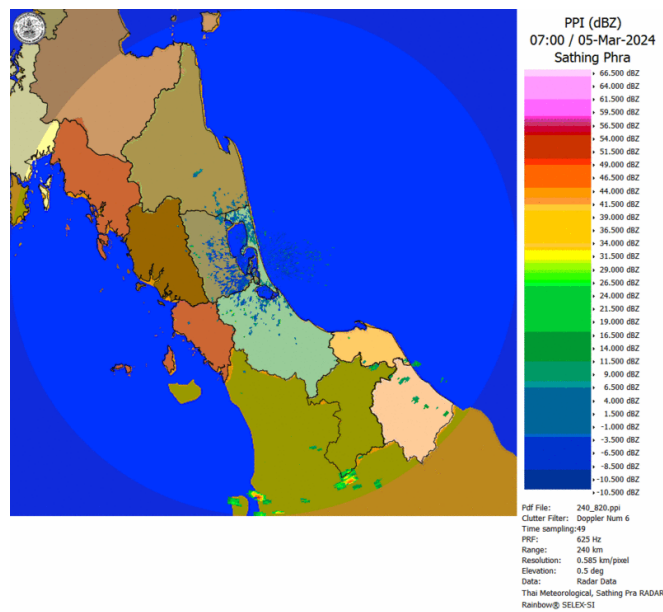 PPI (dBZ)
07:00 / 05-Mar-2024
Sathing Phra
66.500 dBZ
64.000 dBZ
61.500 dBZ
59.000 dBZ
56.500 dBZ
54.000 dBZ
51.500 dBZ
49.000 dBZ
46.500 dBZ
44.000 dBZ
41.500 dBZ
39.000 dBZ
36.500 dBZ
34.000 dBZ
31.500 dBZ
29.000 dBZ
26.500 dBZ
24.000 dBZ
19.000 dBZ
16.500 dBZ
14.000 dBZ
11.500 dBZ
9.000 dBZ
6.500 dBZ
4.000 dBZ
1.500 dBZ
-1.000 dBZ
-3.500 dBZ
-6.500 dBZ
-8.500 dBZ
-10.500 dBZ
-10.500 dBZ
Pdf File: 240_820.ppi
Clutter Filter: Doppler Num 6
Time sampling:49
PRF: 625 Hz
Range: 240 km
Resolution: 0.585 km/pixel
Elevation: 0.5 deg
Data: Radar Data
Thai Meteorological, Sathing Pra RADAR
Rainbow® SELEX-SI